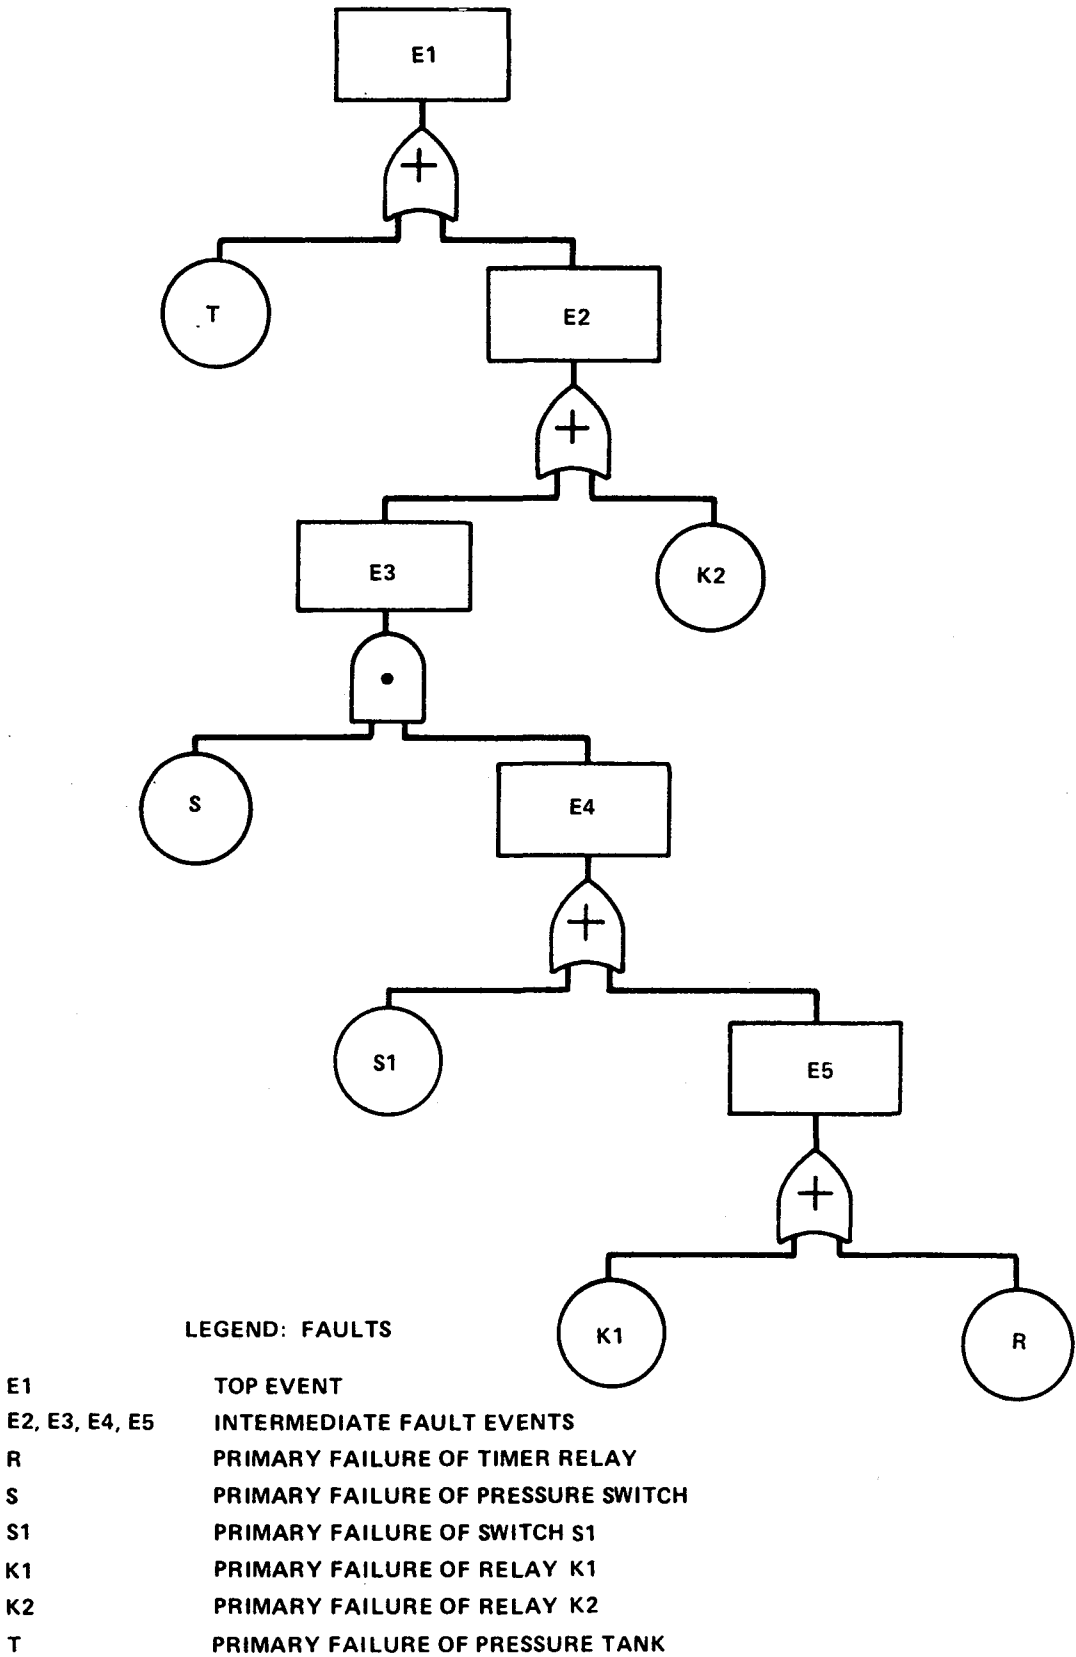 E1
+
T
E2
+
E3
K2
S
E4
+
S1
E5
+
K1
R
LEGEND: FAULTS
E1 TOP EVENT
E2, E3, E4, E5 INTERMEDIATE FAULT EVENTS
R PRIMARY FAILURE OF TIMER RELAY
S PRIMARY FAILURE OF PRESSURE SWITCH
S1 PRIMARY FAILURE OF SWITCH S1
K1 PRIMARY FAILURE OF RELAY K1
K2 PRIMARY FAILURE OF RELAY K2
T PRIMARY FAILURE OF PRESSURE TANK